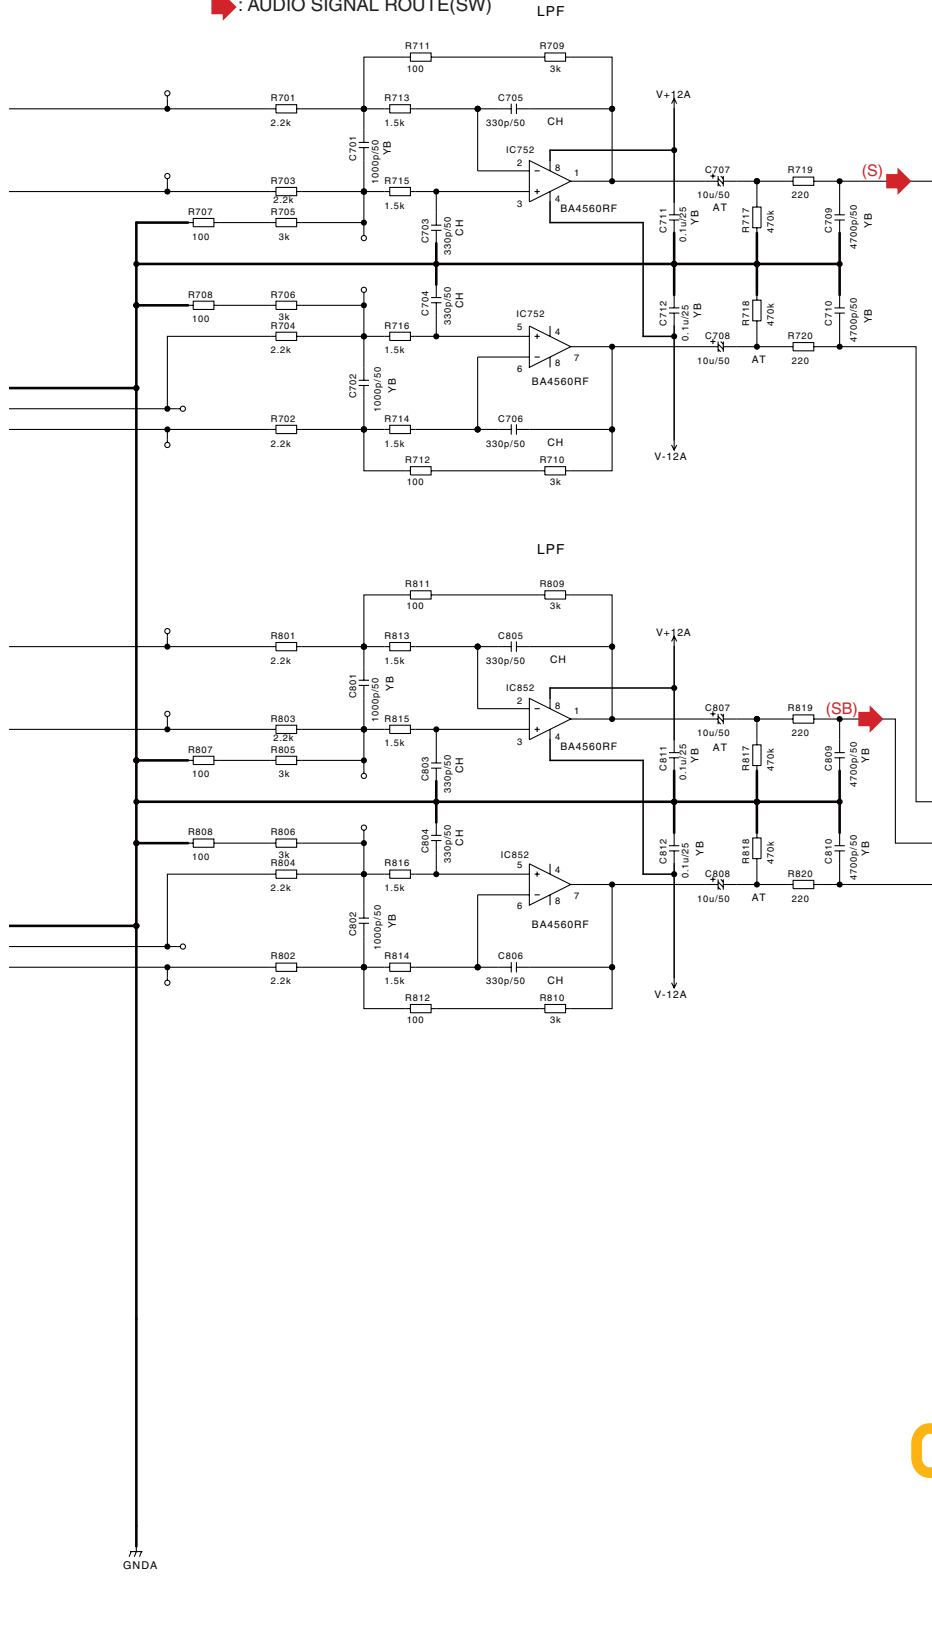 : AUDIO SIGNAL ROUTE(SW)
LPF
R711
100
R709
3k
R701
2.2k
R713
1.5k
C705
330p/50
CH
V+12A
C701
1000p/50
YB
IC752
2
8
1
3
4
BA4560RF
R703
2.2k
R715
1.5k
C707
10u/50
AT
R719
220
(S)
R707
100
R705
3k
C703
330p/50
CH
C711
0.1u/25
YB
R717
470k
C709
4700p/50
YB
R708
100
R706
3k
C704
330p/50
CH
C712
0.1u/25
YB
R718
470k
C710
4700p/50
YB
R704
2.2k
R716
1.5k
IC752
5
4
7
6
8
BA4560RF
C708
10u/50
AT
R720
220
C702
1000p/50
YB
R702
2.2k
R714
1.5k
C706
330p/50
CH
R712
100
R710
3k
V-12A
LPF
R811
100
R809
3k
R801
2.2k
R813
1.5k
C805
330p/50
CH
V+12A
C801
1000p/50
YB
IC852
2
8
1
3
4
BA4560RF
R803
2.2k
R815
1.5k
C807
10u/50
AT
R819
220
(SB)
R807
100
R805
3k
C803
330p/50
CH
C811
0.1u/25
YB
R817
470k
C809
4700p/50
YB
R808
100
R806
3k
C804
330p/50
CH
C812
0.1u/25
YB
R818
470k
C810
4700p/50
YB
R804
2.2k
R816
1.5k
IC852
5
4
7
6
8
BA4560RF
C808
10u/50
AT
R820
220
C802
1000p/50
YB
R802
2.2k
R814
1.5k
C806
330p/50
CH
R812
100
R810
3k
V-12A
GNDA